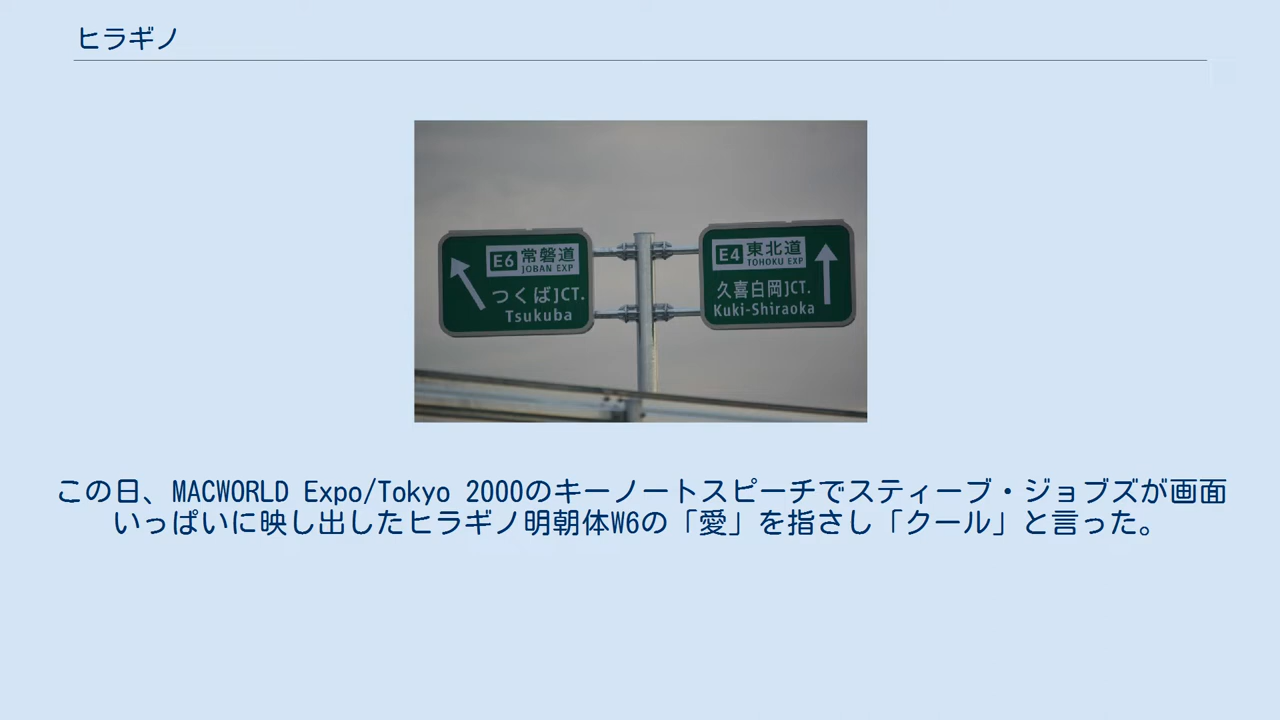 ヒラギノ
E6 常磐道
JOBAN EXP
つくばJCT.
Tsukuba
E4 東北道
TOHOKU EXP
久喜白岡JCT.
Kuki-Shiraoka
この日、MACWORLD Expo/Tokyo 2000のキーノートスピーチでスティーブ・ジョブズが画面
いっぱいに映し出したヒラギノ明朝体W6の「愛」を指さし「クール」と言った。